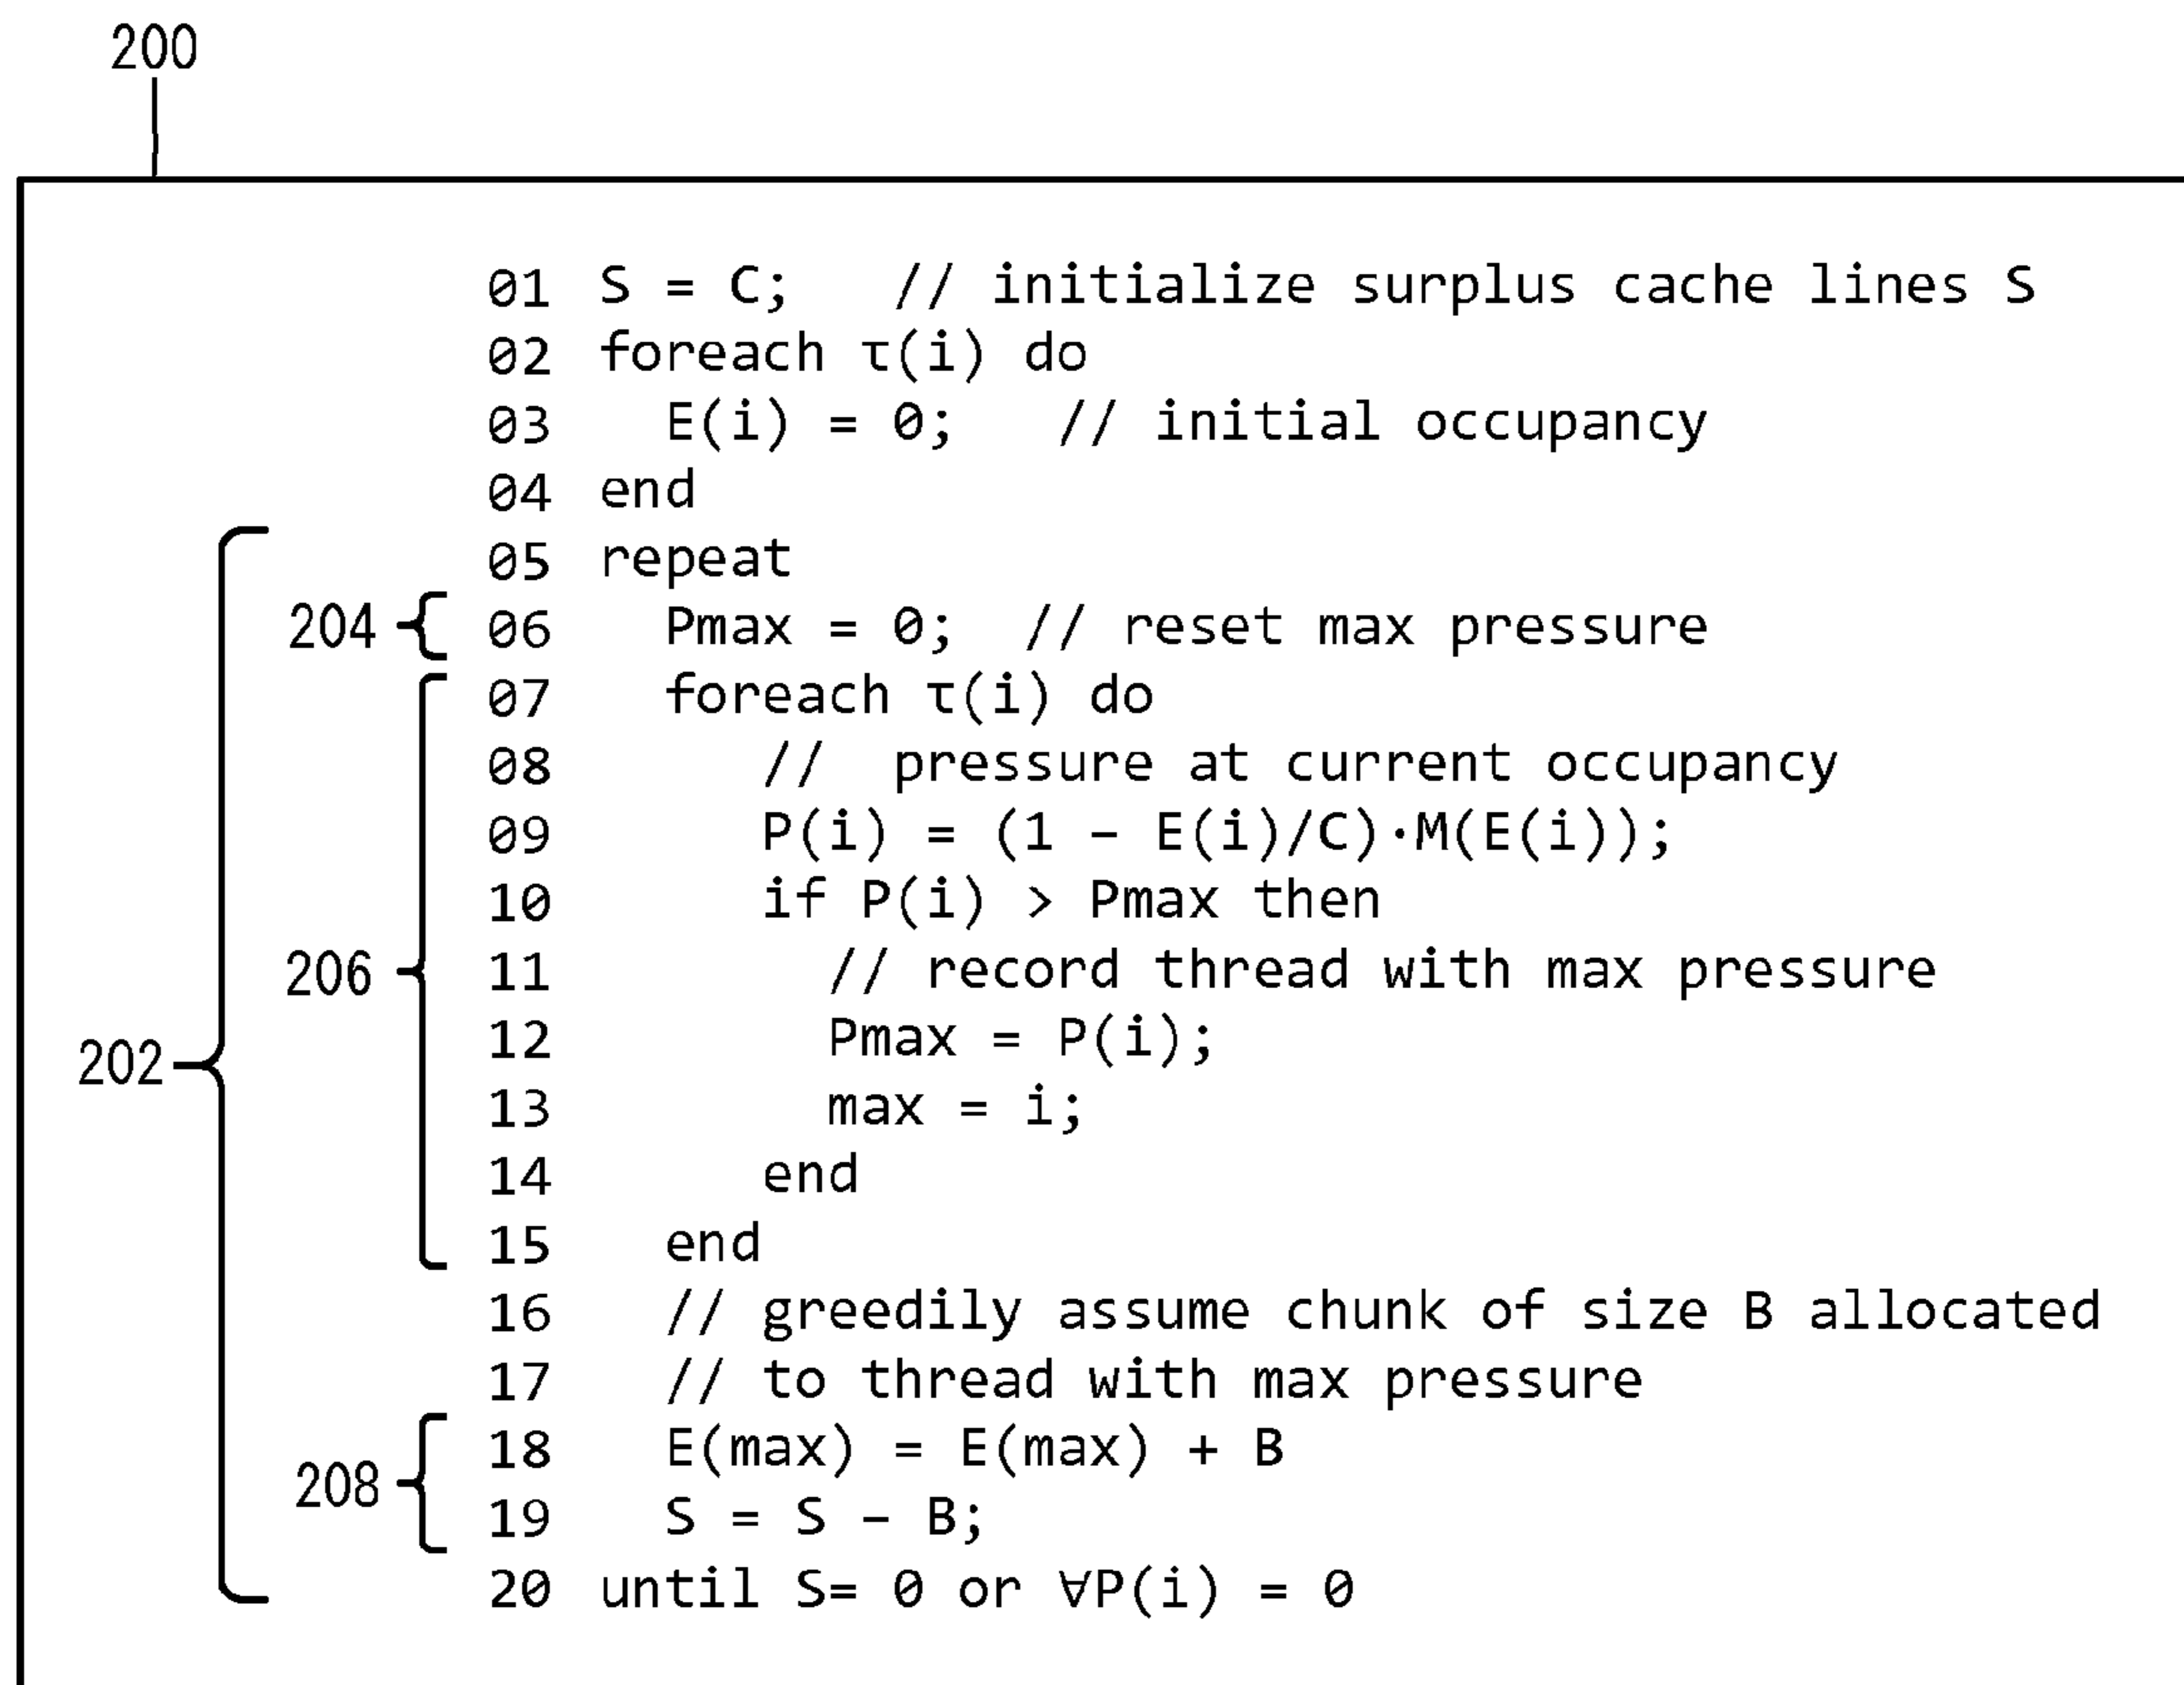 200
01 S = C; // initialize surplus cache lines S
02 foreach τ(i) do
03 E(i) = 0; // initial occupancy
04 end
05 repeat
204 06 Pmax = 0; // reset max pressure
07 foreach τ(i) do
08 // pressure at current occupancy
09 P(i) = (1 – E(i)/C)·M(E(i));
10 if P(i) > Pmax then
206 11 // record thread with max pressure
12 Pmax = P(i);
202
13 max = i;
14 end
15 end
16 // greedily assume chunk of size B allocated
17 // to thread with max pressure
18 E(max) = E(max) + B
208
19 S = S – B;
20 until S= 0 or ∀P(i) = 0